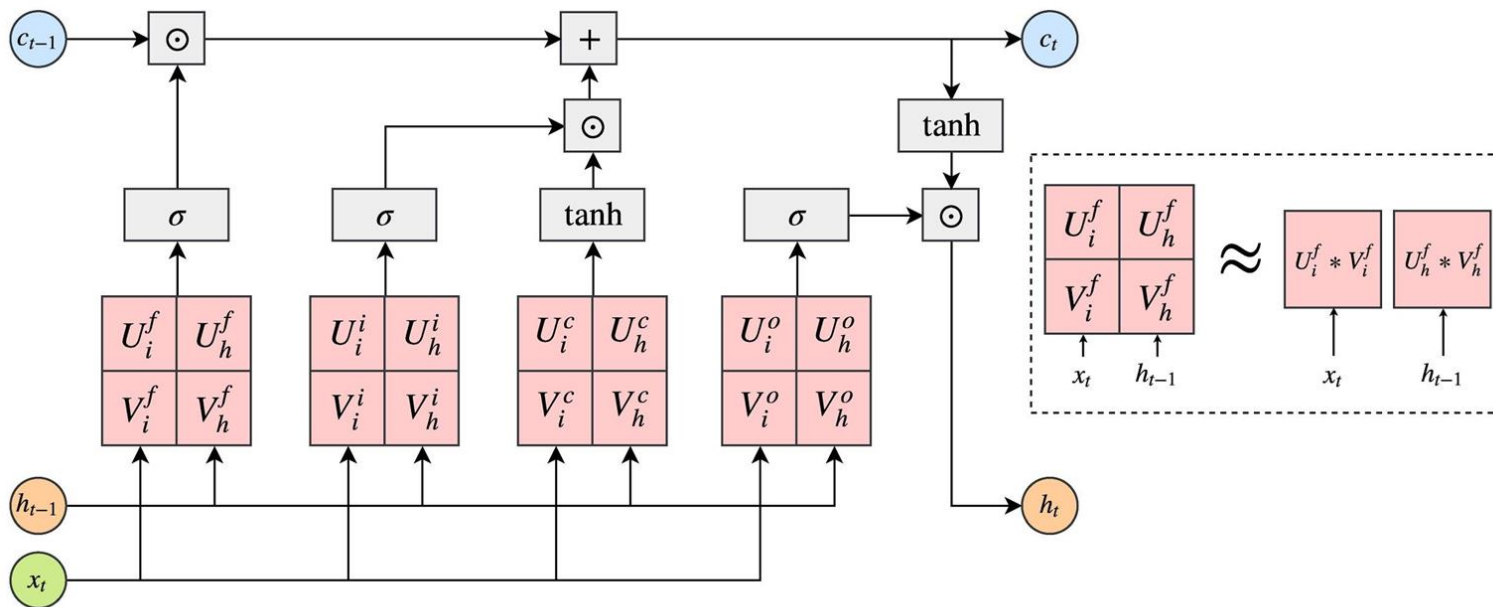 c_{t−1} ⊙ + c_t
⊙ tanh
σ σ tanh σ ⊙
U_i^f U_h^f U_i^i U_h^i U_i^c U_h^c U_i^o U_h^o
V_i^f V_h^f V_i^i V_h^i V_i^c V_h^c V_i^o V_h^o
h_{t−1} h_t
x_t
U_i^f U_h^f
V_i^f V_h^f
≈ U_i^f ∗ V_i^f U_h^f ∗ V_h^f
x_t h_{t−1} x_t h_{t−1}